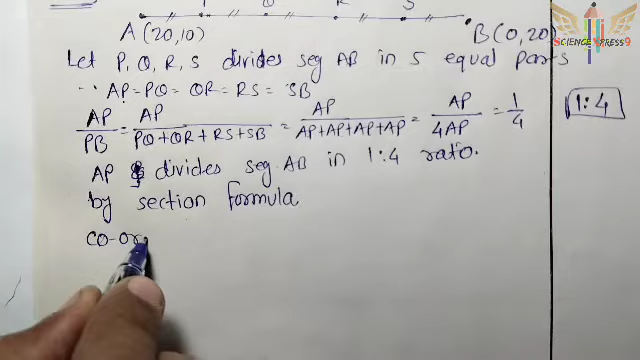 P Q R S
A (20,10) B (0,20)
SCIENCE XPRESS 9
Let P, Q, R, S divides seg AB in 5 equal parts
∵ AP = PQ = QR = RS = SB
AP/PB = AP/(PQ+QR+RS+SB) = AP/(AP+AP+AP+AP) = AP/4AP = 1/4 1:4
AP divides seg AB in 1:4 ratio.
by section formula
CO-Or